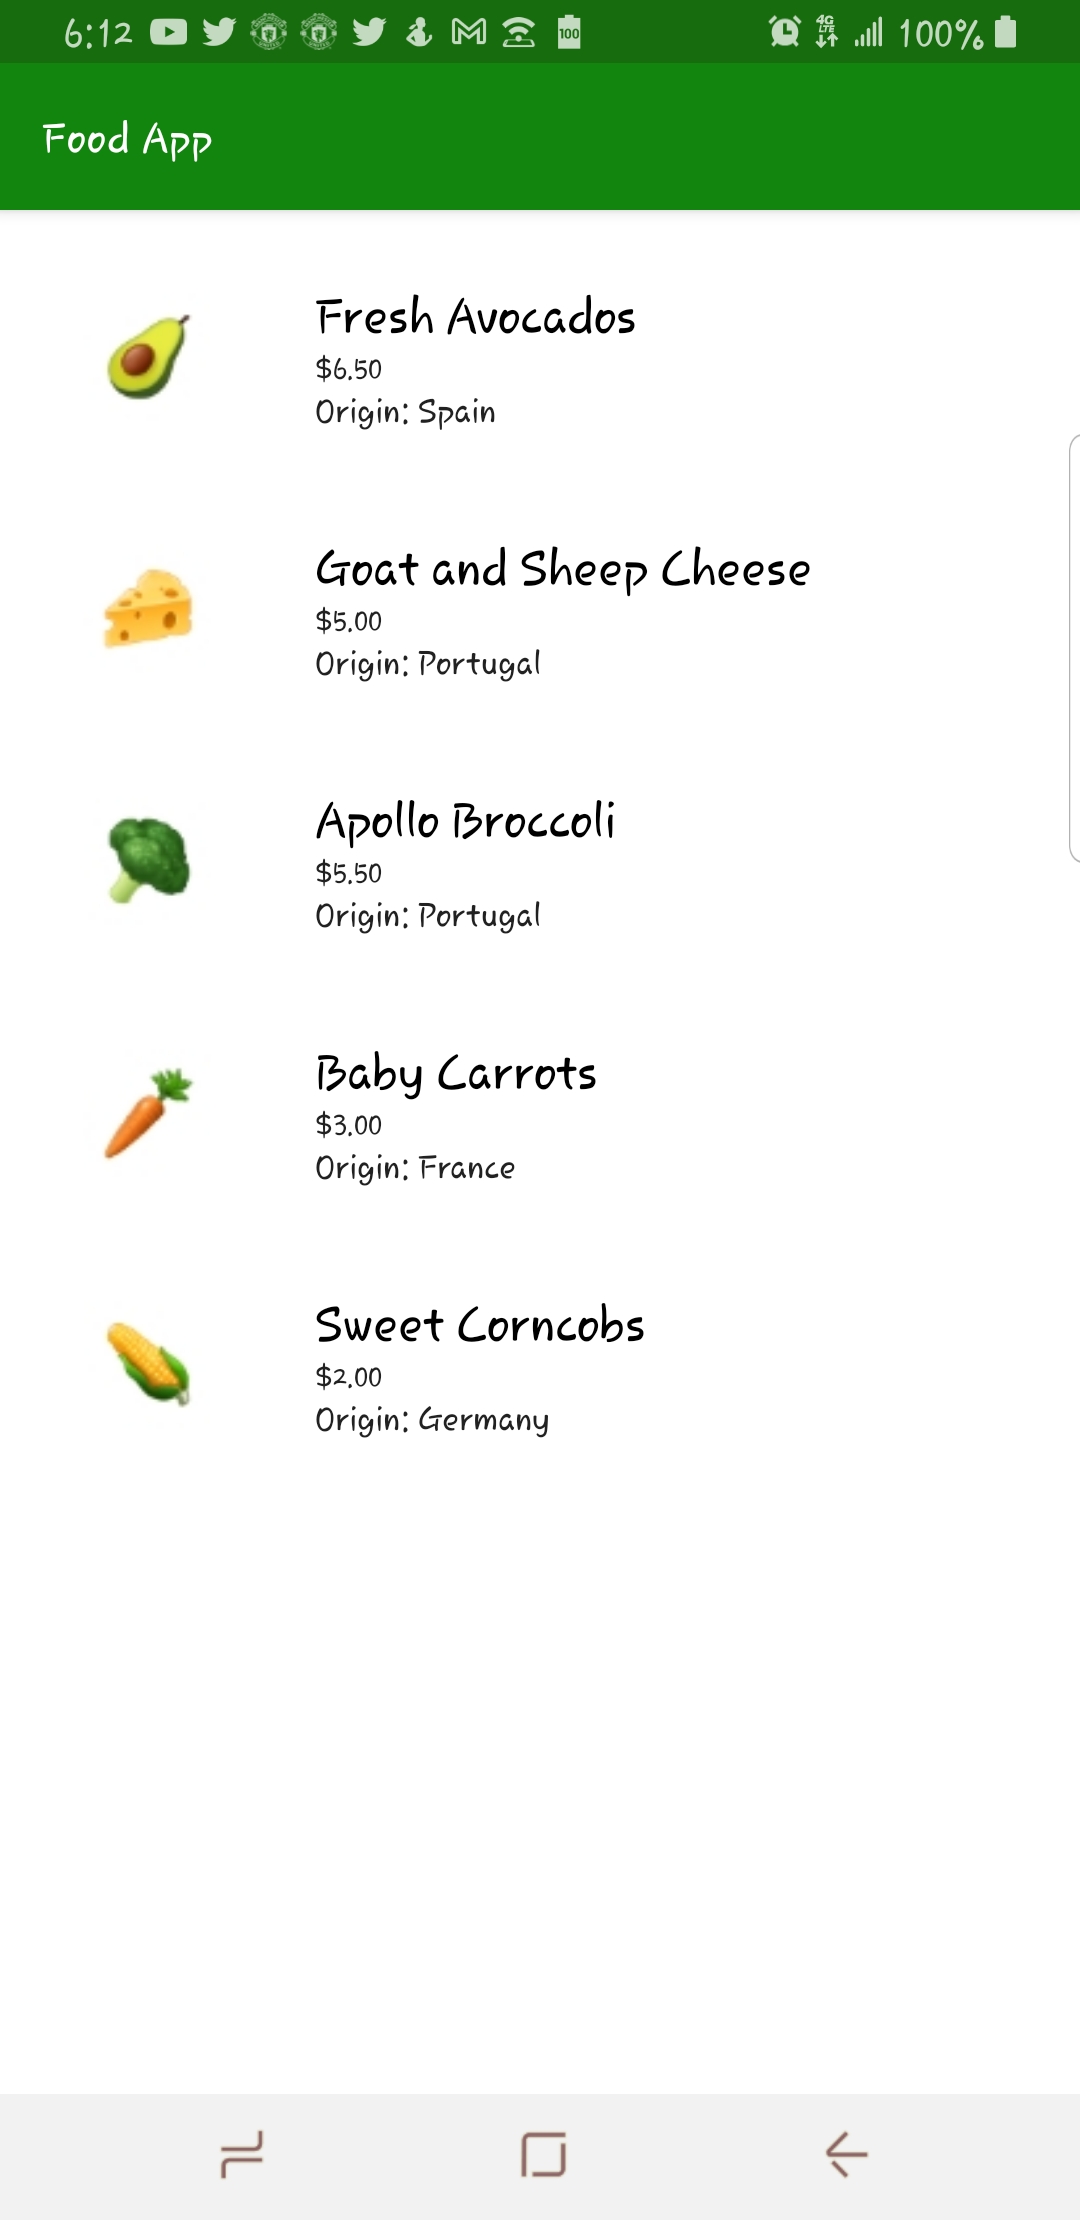 6:12 100 4G LTE 100%
Food App
Fresh Avocados
$6.50
Origin: Spain
Goat and Sheep Cheese
$5.00
Origin: Portugal
Apollo Broccoli
$5.50
Origin: Portugal
Baby Carrots
$3.00
Origin: France
Sweet Corncobs
$2.00
Origin: Germany